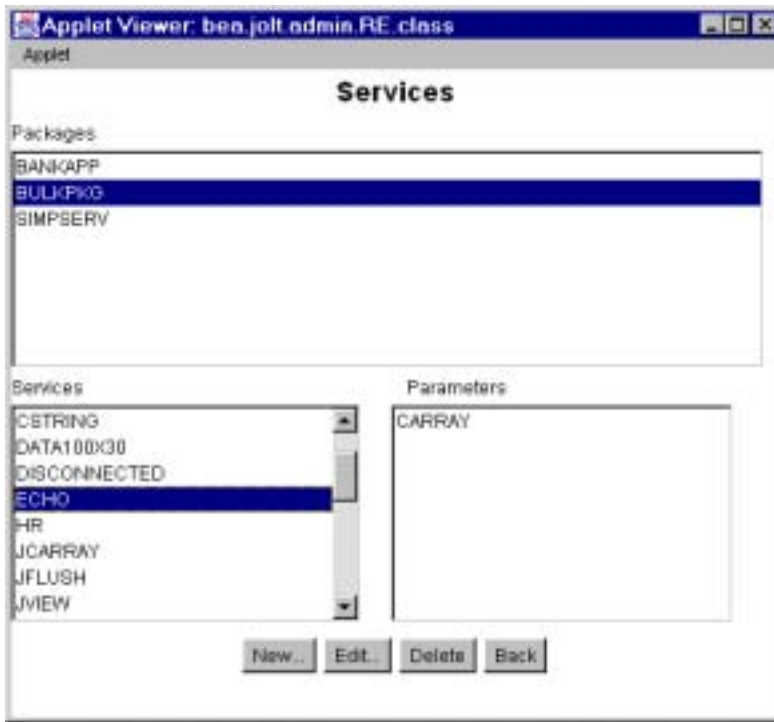 Applet Viewer: bea.jolt.admin.RE.class
Applet
Services
Packages
BANKAPP
BULKPKG
SIMPSERV
Services
Parameters
CSTRING
DATA100X30
DISCONNECTED
ECHO
HR
JCARRAY
JFLUSH
JVIEW
CARRAY
New...
Edit...
Delete
Back